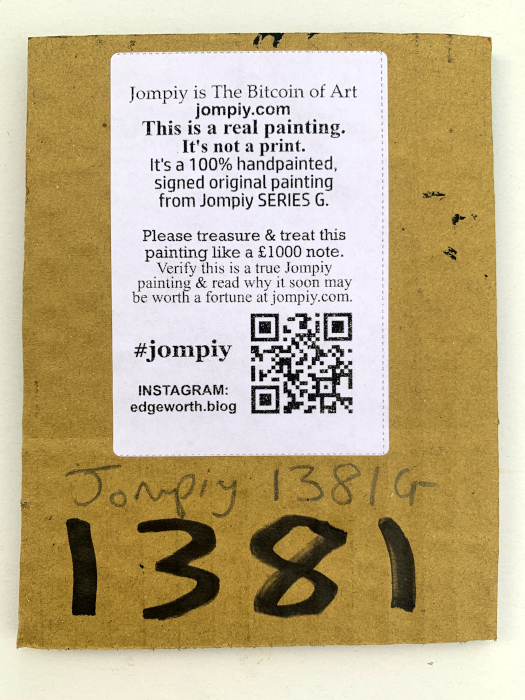 Jompiy is The Bitcoin of Art
jompiy.com
This is a real painting.
It's not a print.
It's a 100% handpainted,
signed original painting
from Jompiy SERIES G.
Please treasure & treat this
painting like a £1000 note.
Verify this is a true Jompiy
painting & read why it soon may
be worth a fortune at jompiy.com.
#jompiy
INSTAGRAM:
edgeworth.blog
Jompiy 1381G
1381